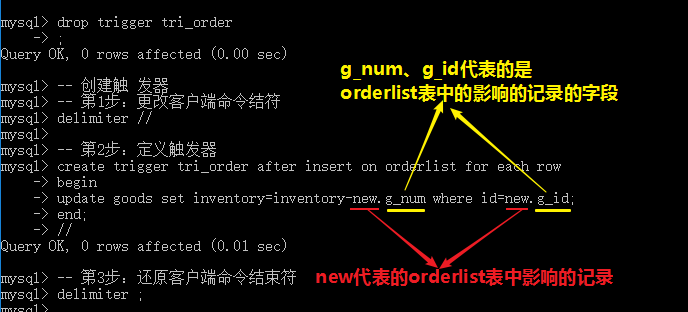 mysql> drop trigger tri_order
    -> ;
Query OK, 0 rows affected (0.00 sec)
mysql> -- 创建触 发器
mysql> -- 第1步：更改客户端命令结符
mysql> delimiter //
mysql>
mysql> -- 第2步：定义触发器
mysql> create trigger tri_order after insert on orderlist for each row
    -> begin
    -> update goods set inventory=inventory-new.g_num where id=new.g_id;
    -> end;
    -> //
Query OK, 0 rows affected (0.01 sec)
mysql> -- 第3步：还原客户端命令结束符
mysql> delimiter ;
mysql>
g_num、g_id代表的是
orderlist表中的影响的记录的字段
new代表的orderlist表中影响的记录